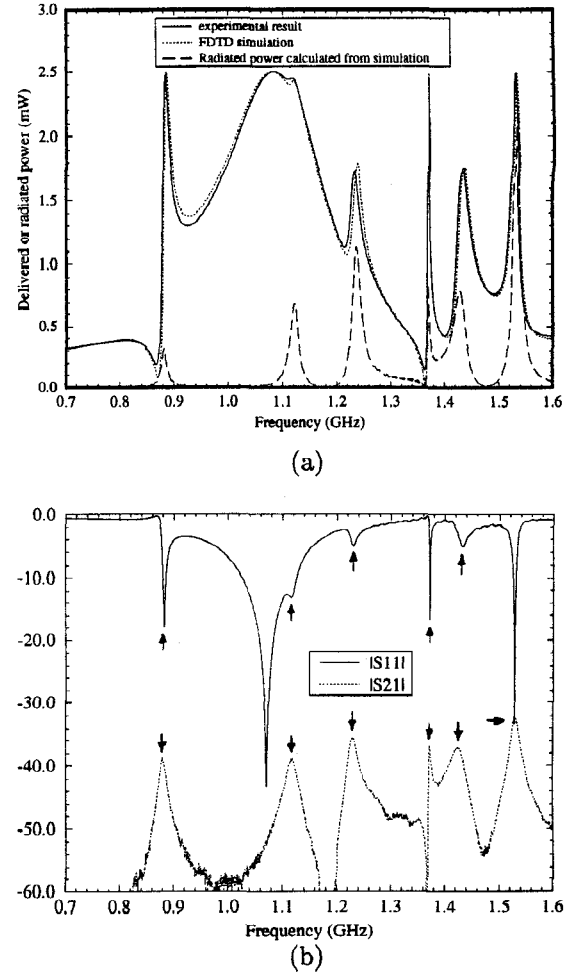 3.0
2.5
2.0
1.5
1.0
0.5
0.0
Delivered or radiated power (mW)
experimental result
FDTD simulation
Radiated power calculated from simulation
0.7 0.8 0.9 1.0 1.1 1.2 1.3 1.4 1.5 1.6
Frequency (GHz)
(a)
0.0
-10.0
-20.0
-30.0
-40.0
-50.0
-60.0
|S11|
|S21|
0.7 0.8 0.9 1.0 1.1 1.2 1.3 1.4 1.5 1.6
Frequency (GHz)
(b)